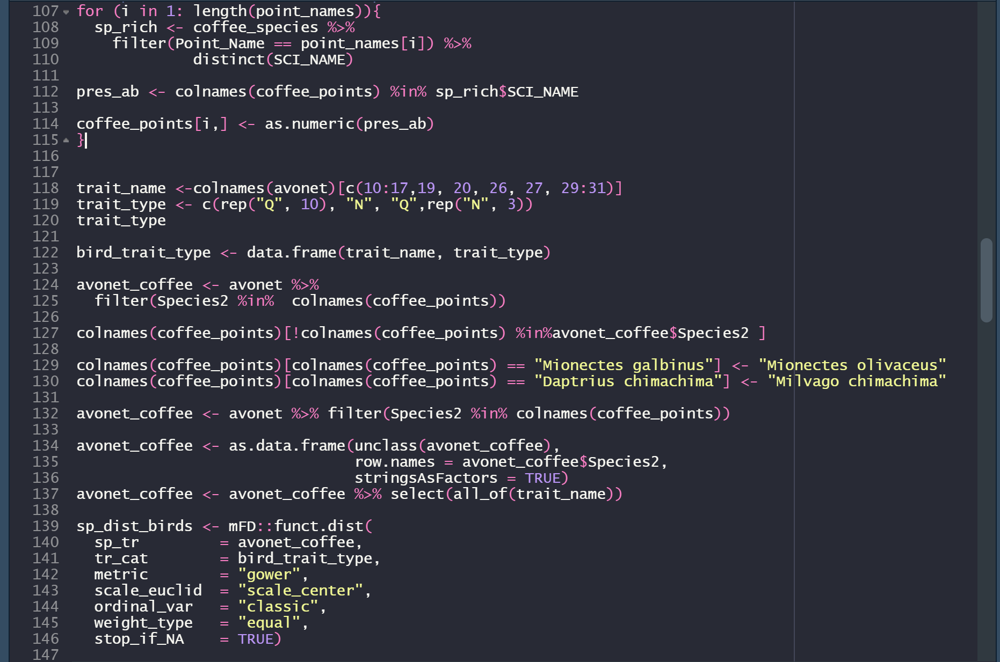 107 for (i in 1: length(point_names)){
108   sp_rich <- coffee_species %>%
109     filter(Point_Name == point_names[i]) %>%
110              distinct(SCI_NAME)
111
112 pres_ab <- colnames(coffee_points) %in% sp_rich$SCI_NAME
113
114 coffee_points[i,] <- as.numeric(pres_ab)
115 }
116
117
118 trait_name <-colnames(avonet)[c(10:17,19, 20, 26, 27, 29:31)]
119 trait_type <- c(rep("Q", 10), "N", "Q",rep("N", 3))
120 trait_type
121
122 bird_trait_type <- data.frame(trait_name, trait_type)
123
124 avonet_coffee <- avonet %>%
125   filter(Species2 %in%  colnames(coffee_points))
126
127 colnames(coffee_points)[!colnames(coffee_points) %in%avonet_coffee$Species2 ]
128
129 colnames(coffee_points)[colnames(coffee_points) == "Mionectes galbinus"] <- "Mionectes olivaceus"
130 colnames(coffee_points)[colnames(coffee_points) == "Daptrius chimachima"] <- "Milvago chimachima"
131
132 avonet_coffee <- avonet %>% filter(Species2 %in% colnames(coffee_points))
133
134 avonet_coffee <- as.data.frame(unclass(avonet_coffee),
135                                row.names = avonet_coffee$Species2,
136                                stringsAsFactors = TRUE)
137 avonet_coffee <- avonet_coffee %>% select(all_of(trait_name))
138
139 sp_dist_birds <- mFD::funct.dist(
140   sp_tr         = avonet_coffee,
141   tr_cat        = bird_trait_type,
142   metric        = "gower",
143   scale_euclid  = "scale_center",
144   ordinal_var   = "classic",
145   weight_type   = "equal",
146   stop_if_NA    = TRUE)
147